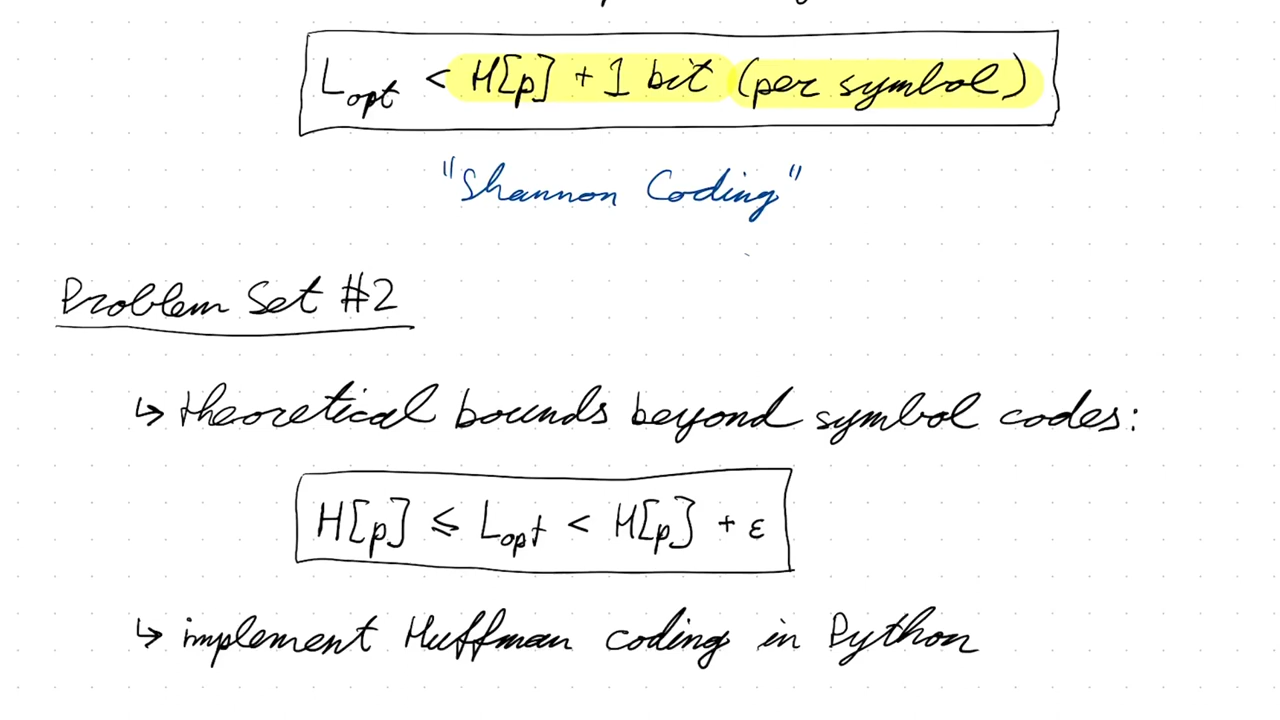 L_opt < H[p] + 1 bit (per symbol)
"Shannon Coding"
Problem Set #2
↳ theoretical bounds beyond symbol codes:
H[p] ≤ L_opt < H[p] + ε
↳ implement Huffman coding in Python